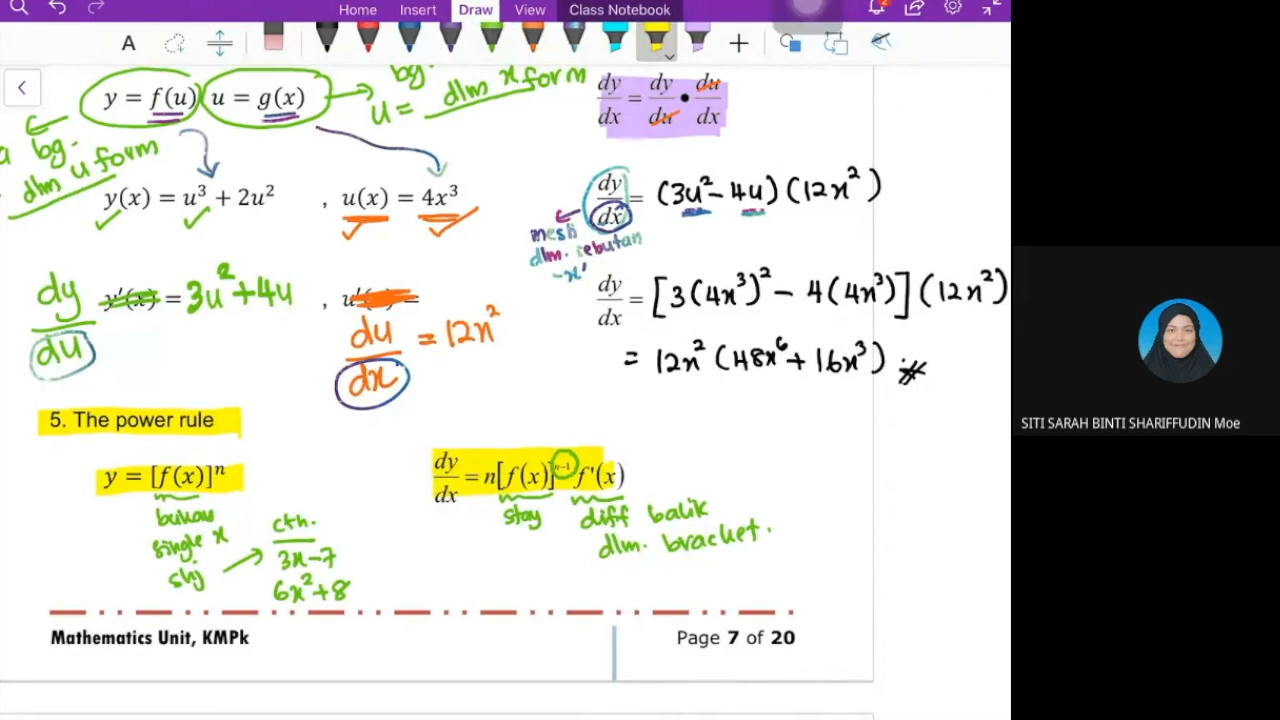 Home Insert Draw View Class Notebook
A
2
y = f(u) u = g(x)
bg.
u = dlm x form
a bg.
dlm u form
dy/dx = dy/du • du/dx
y(x) = u³ + 2u² , u(x) = 4x³
dy/dx = (3u² - 4u)(12x²)
mesti
dlm. sebutan
-x'
dy/du y'(x) = 3u² + 4u , u'(x) =
du/dx = 12x²
dy/dx = [3(4x³)² - 4(4x³)](12x²)
= 12x² (48x⁶ + 16x³)
5. The power rule
y = [f(x)]ⁿ
dy/dx = n[f(x)]ⁿ⁻¹ f'(x)
bukan
single x
shj
cth.
3x-7
6x²+8
stay
diff balik
dlm. bracket.
Mathematics Unit, KMPk
Page 7 of 20
SITI SARAH BINTI SHARIFFUDIN Moe